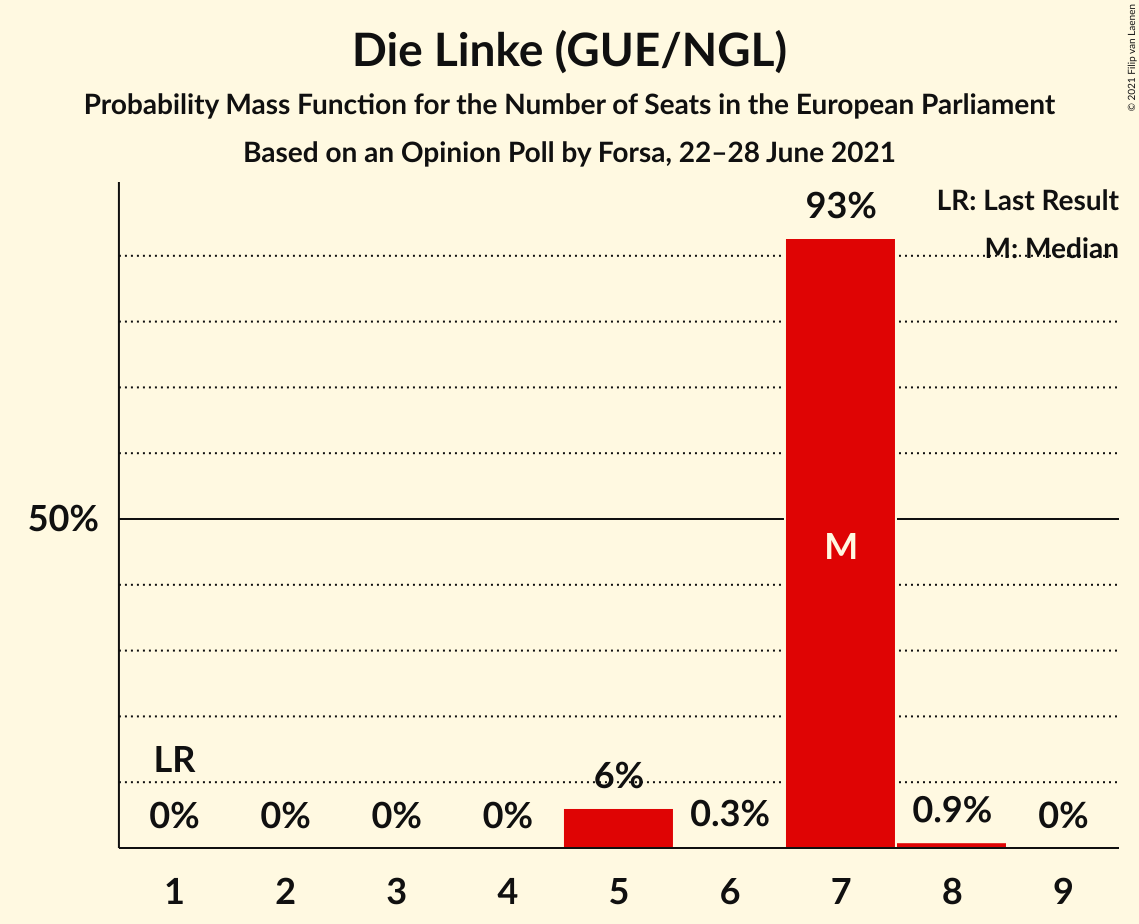 Die Linke (GUE/NGL)
Probability Mass Function for the Number of Seats in the European Parliament
Based on an Opinion Poll by Forsa, 22–28 June 2021
© 2021 Filip van Laenen
LR: Last Result
M: Median
93%
50%
M
LR
0%
0%
0%
0%
6%
0.3%
0.9%
0%
1 2 3 4 5 6 7 8 9